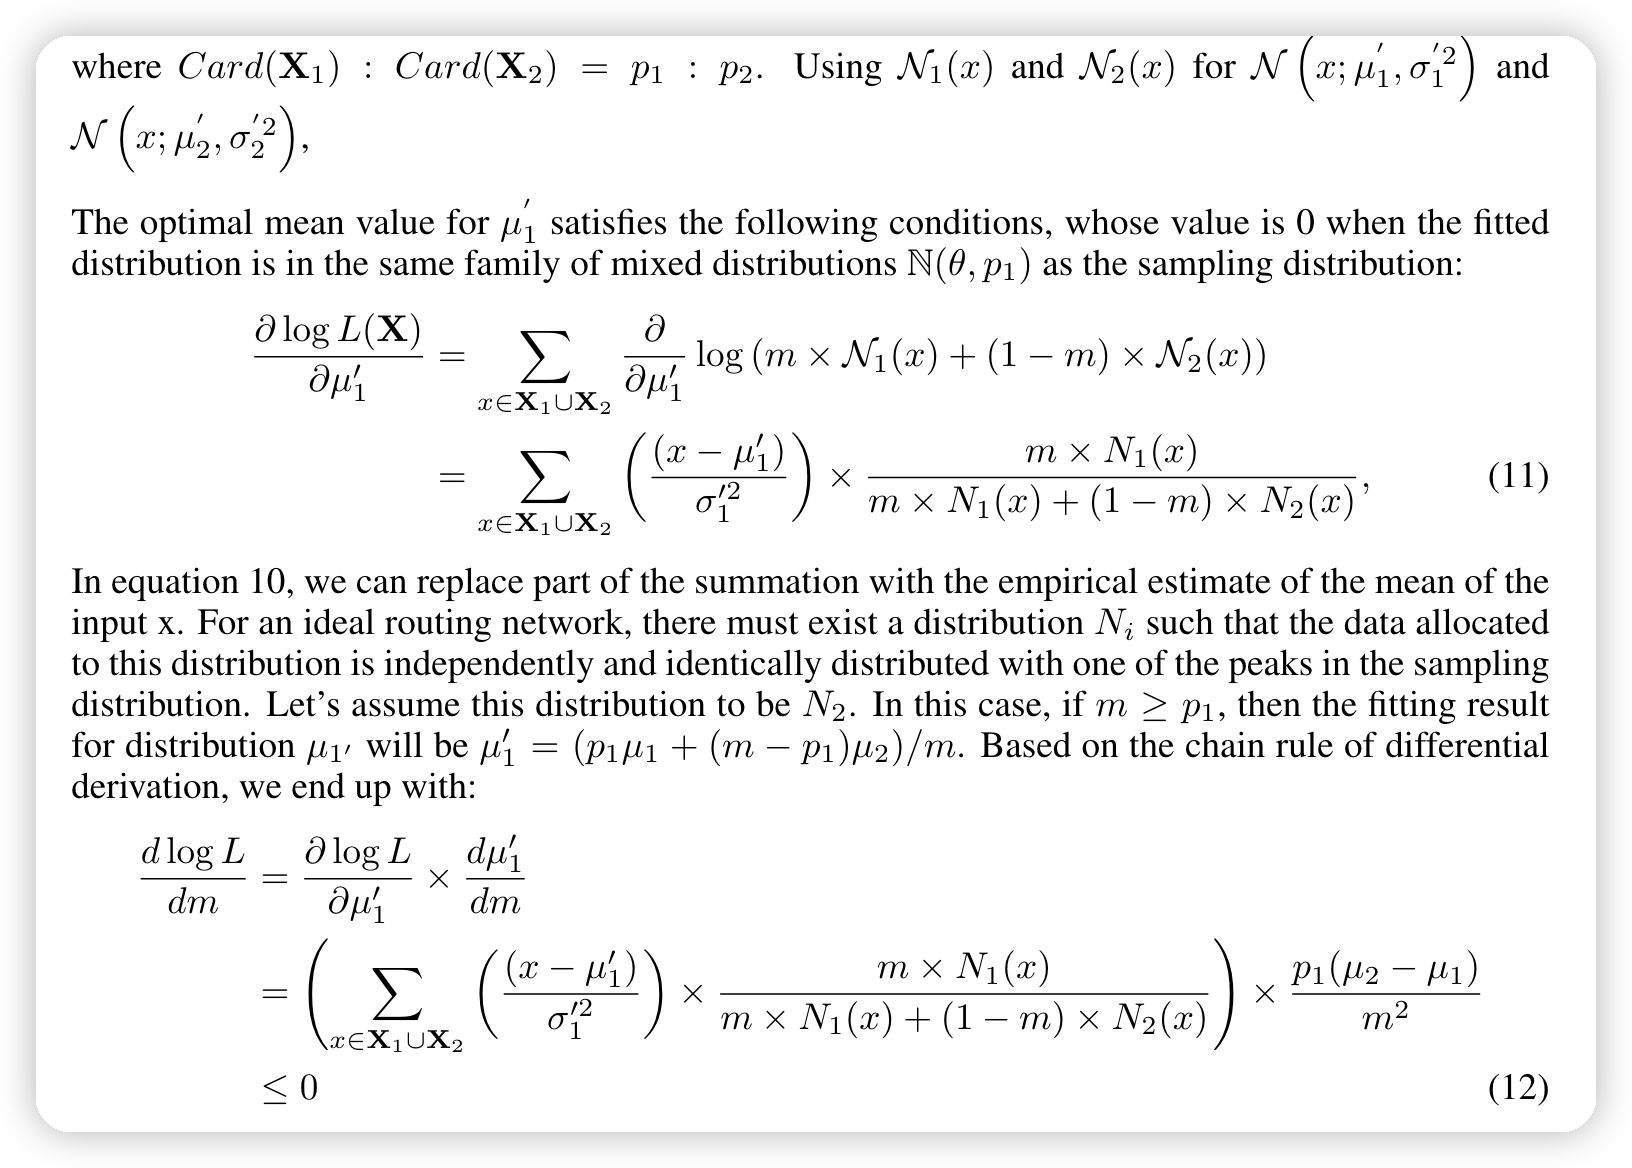 where $Card(\mathbf{X}_1) : Card(\mathbf{X}_2) = p_1 : p_2$. Using $\mathcal{N}_1(x)$ and $\mathcal{N}_2(x)$ for $\mathcal{N}\left(x; \mu_1^{'}, \sigma_1^{'2}\right)$ and
$\mathcal{N}\left(x; \mu_2^{'}, \sigma_2^{'2}\right)$,
The optimal mean value for $\mu_1^{'}$ satisfies the following conditions, whose value is 0 when the fitted
distribution is in the same family of mixed distributions $\mathbb{N}(\theta, p_1)$ as the sampling distribution:
$\frac{\partial \log L(\mathbf{X})}{\partial \mu_1'} = \sum_{x \in \mathbf{X}_1 \cup \mathbf{X}_2} \frac{\partial}{\partial \mu_1'} \log \left(m \times \mathcal{N}_1(x) + (1 - m) \times \mathcal{N}_2(x)\right)$
$= \sum_{x \in \mathbf{X}_1 \cup \mathbf{X}_2} \left(\frac{(x - \mu_1')}{\sigma_1'^2}\right) \times \frac{m \times N_1(x)}{m \times N_1(x) + (1 - m) \times N_2(x)},$ (11)
In equation 10, we can replace part of the summation with the empirical estimate of the mean of the
input x. For an ideal routing network, there must exist a distribution $N_i$ such that the data allocated
to this distribution is independently and identically distributed with one of the peaks in the sampling
distribution. Let's assume this distribution to be $N_2$. In this case, if $m \geq p_1$, then the fitting result
for distribution $\mu_{1'}$ will be $\mu_1' = (p_1\mu_1 + (m - p_1)\mu_2)/m$. Based on the chain rule of differential
derivation, we end up with:
$\frac{d \log L}{dm} = \frac{\partial \log L}{\partial \mu_1'} \times \frac{d\mu_1'}{dm}$
$= \left(\sum_{x \in \mathbf{X}_1 \cup \mathbf{X}_2} \left(\frac{(x - \mu_1')}{\sigma_1'^2}\right) \times \frac{m \times N_1(x)}{m \times N_1(x) + (1 - m) \times N_2(x)}\right) \times \frac{p_1(\mu_2 - \mu_1)}{m^2}$
$\leq 0$ (12)